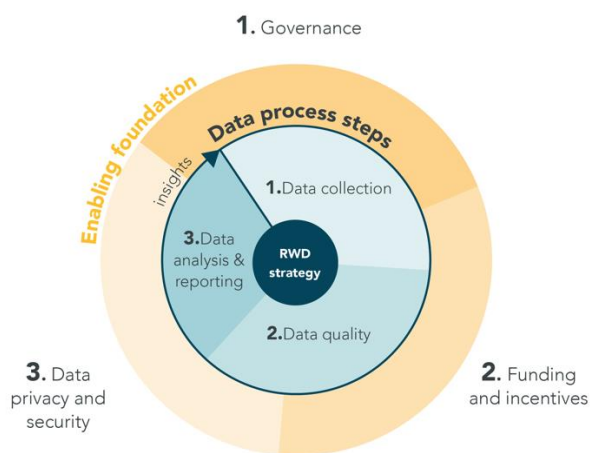 1. Governance
Enabling foundation
Data process steps
insights
1.Data collection
3.Data
analysis &
reporting
RWD
strategy
2.Data quality
3. Data
privacy and
security
2. Funding
and incentives